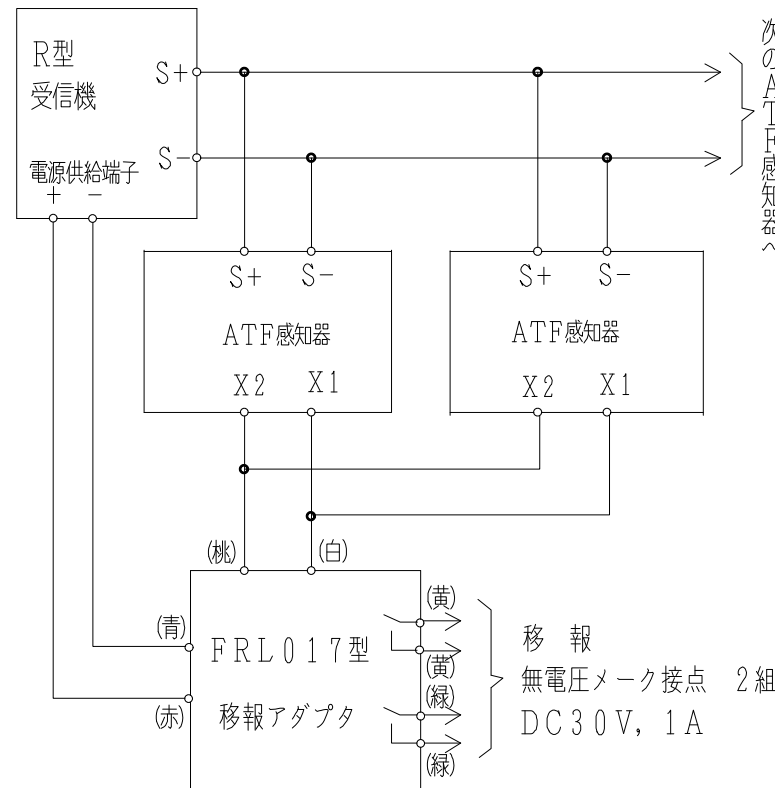 R型
受信機
S+
S-
電源供給端子
+ -
次のATF感知器へ
S+ S-
ATF感知器
X2 X1
S+ S-
ATF感知器
X2 X1
(桃) (白)
(青)
(赤)
FRL017型
移報アダプタ
(黄)
(黄)
(緑)
(緑)
移 報
無電圧メーク接点 2組
DC30V, 1A